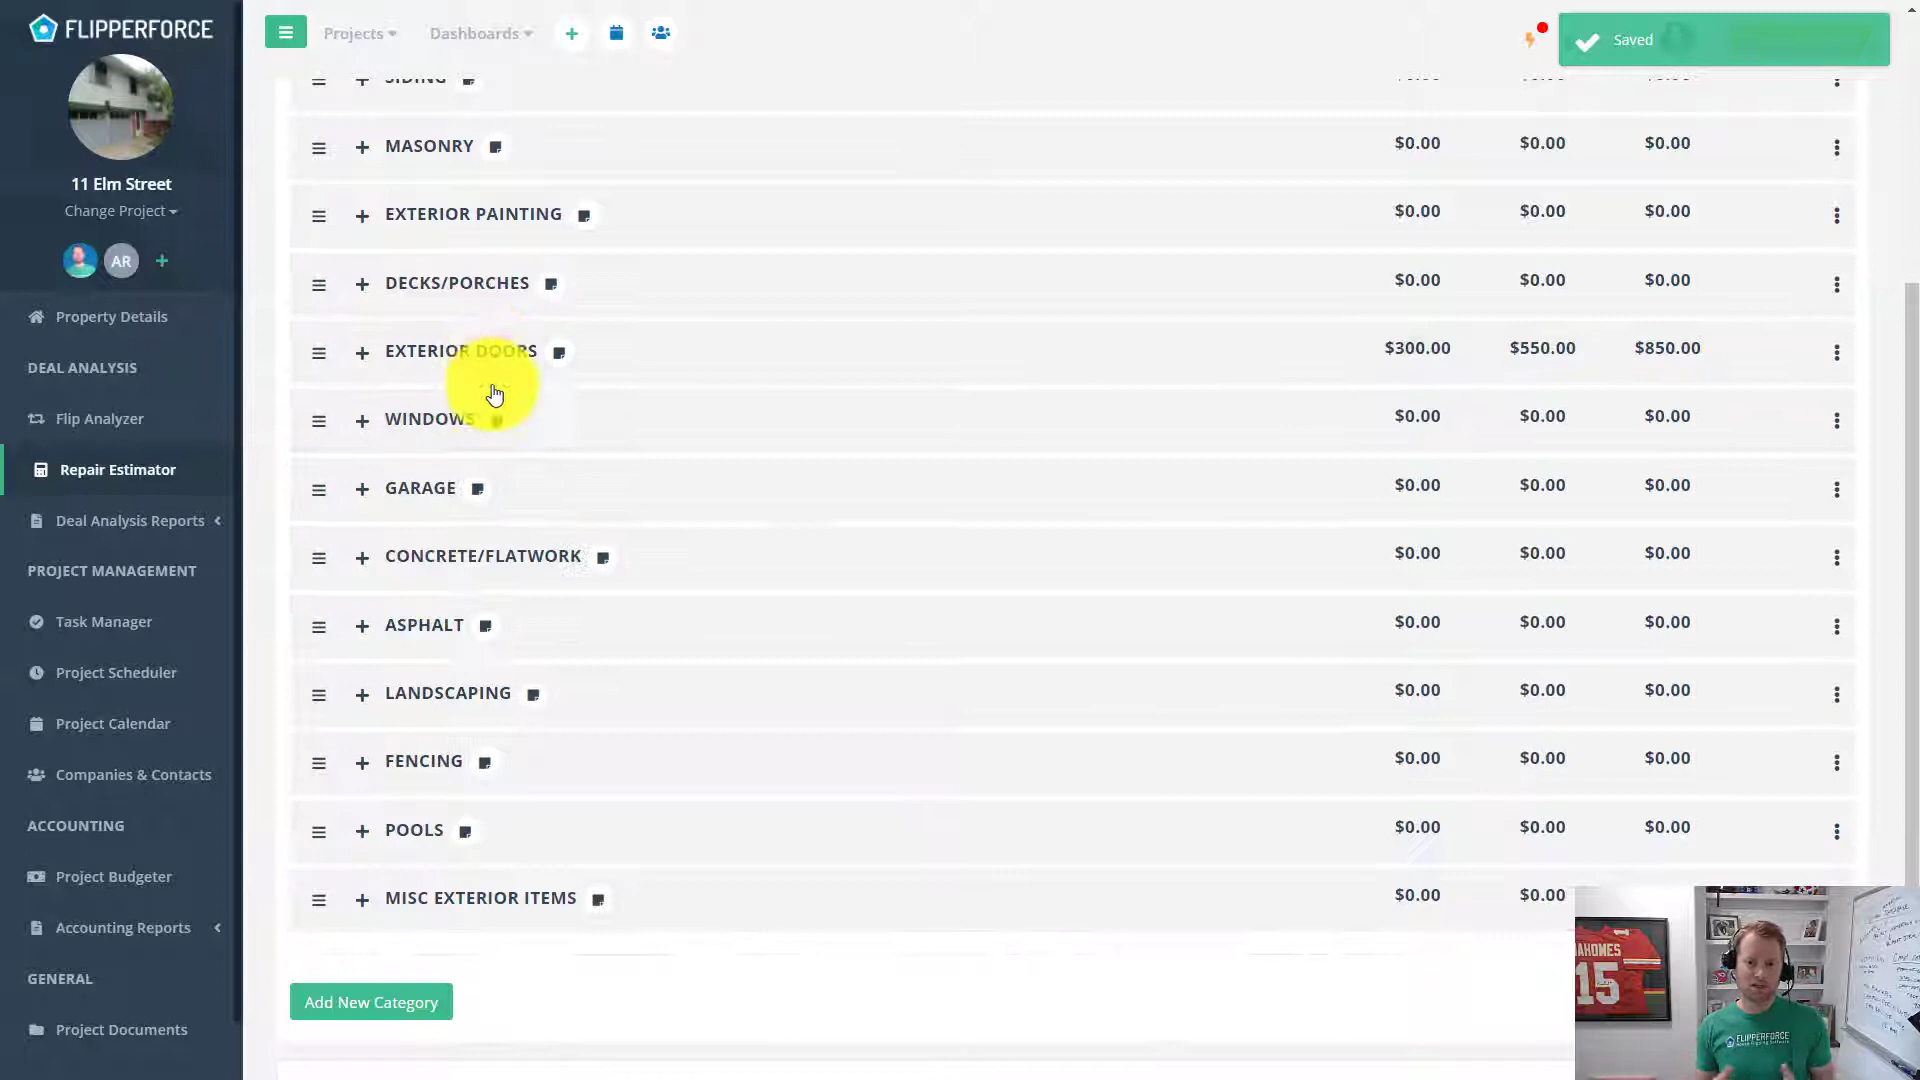 FLIPPERFORCE
Projects
Dashboards
Saved
11 Elm Street
Change Project
AR
Property Details
DEAL ANALYSIS
Flip Analyzer
Repair Estimator
Deal Analysis Reports
PROJECT MANAGEMENT
Task Manager
Project Scheduler
Project Calendar
Companies & Contacts
ACCOUNTING
Project Budgeter
Accounting Reports
GENERAL
Project Documents
SIDING
MASONRY $0.00 $0.00 $0.00
EXTERIOR PAINTING $0.00 $0.00 $0.00
DECKS/PORCHES $0.00 $0.00 $0.00
EXTERIOR DOORS $300.00 $550.00 $850.00
WINDOWS $0.00 $0.00 $0.00
GARAGE $0.00 $0.00 $0.00
CONCRETE/FLATWORK $0.00 $0.00 $0.00
ASPHALT $0.00 $0.00 $0.00
LANDSCAPING $0.00 $0.00 $0.00
FENCING $0.00 $0.00 $0.00
POOLS $0.00 $0.00 $0.00
MISC EXTERIOR ITEMS $0.00 $0.00
Add New Category
MAHOMES
15
FLIPPERFORCE